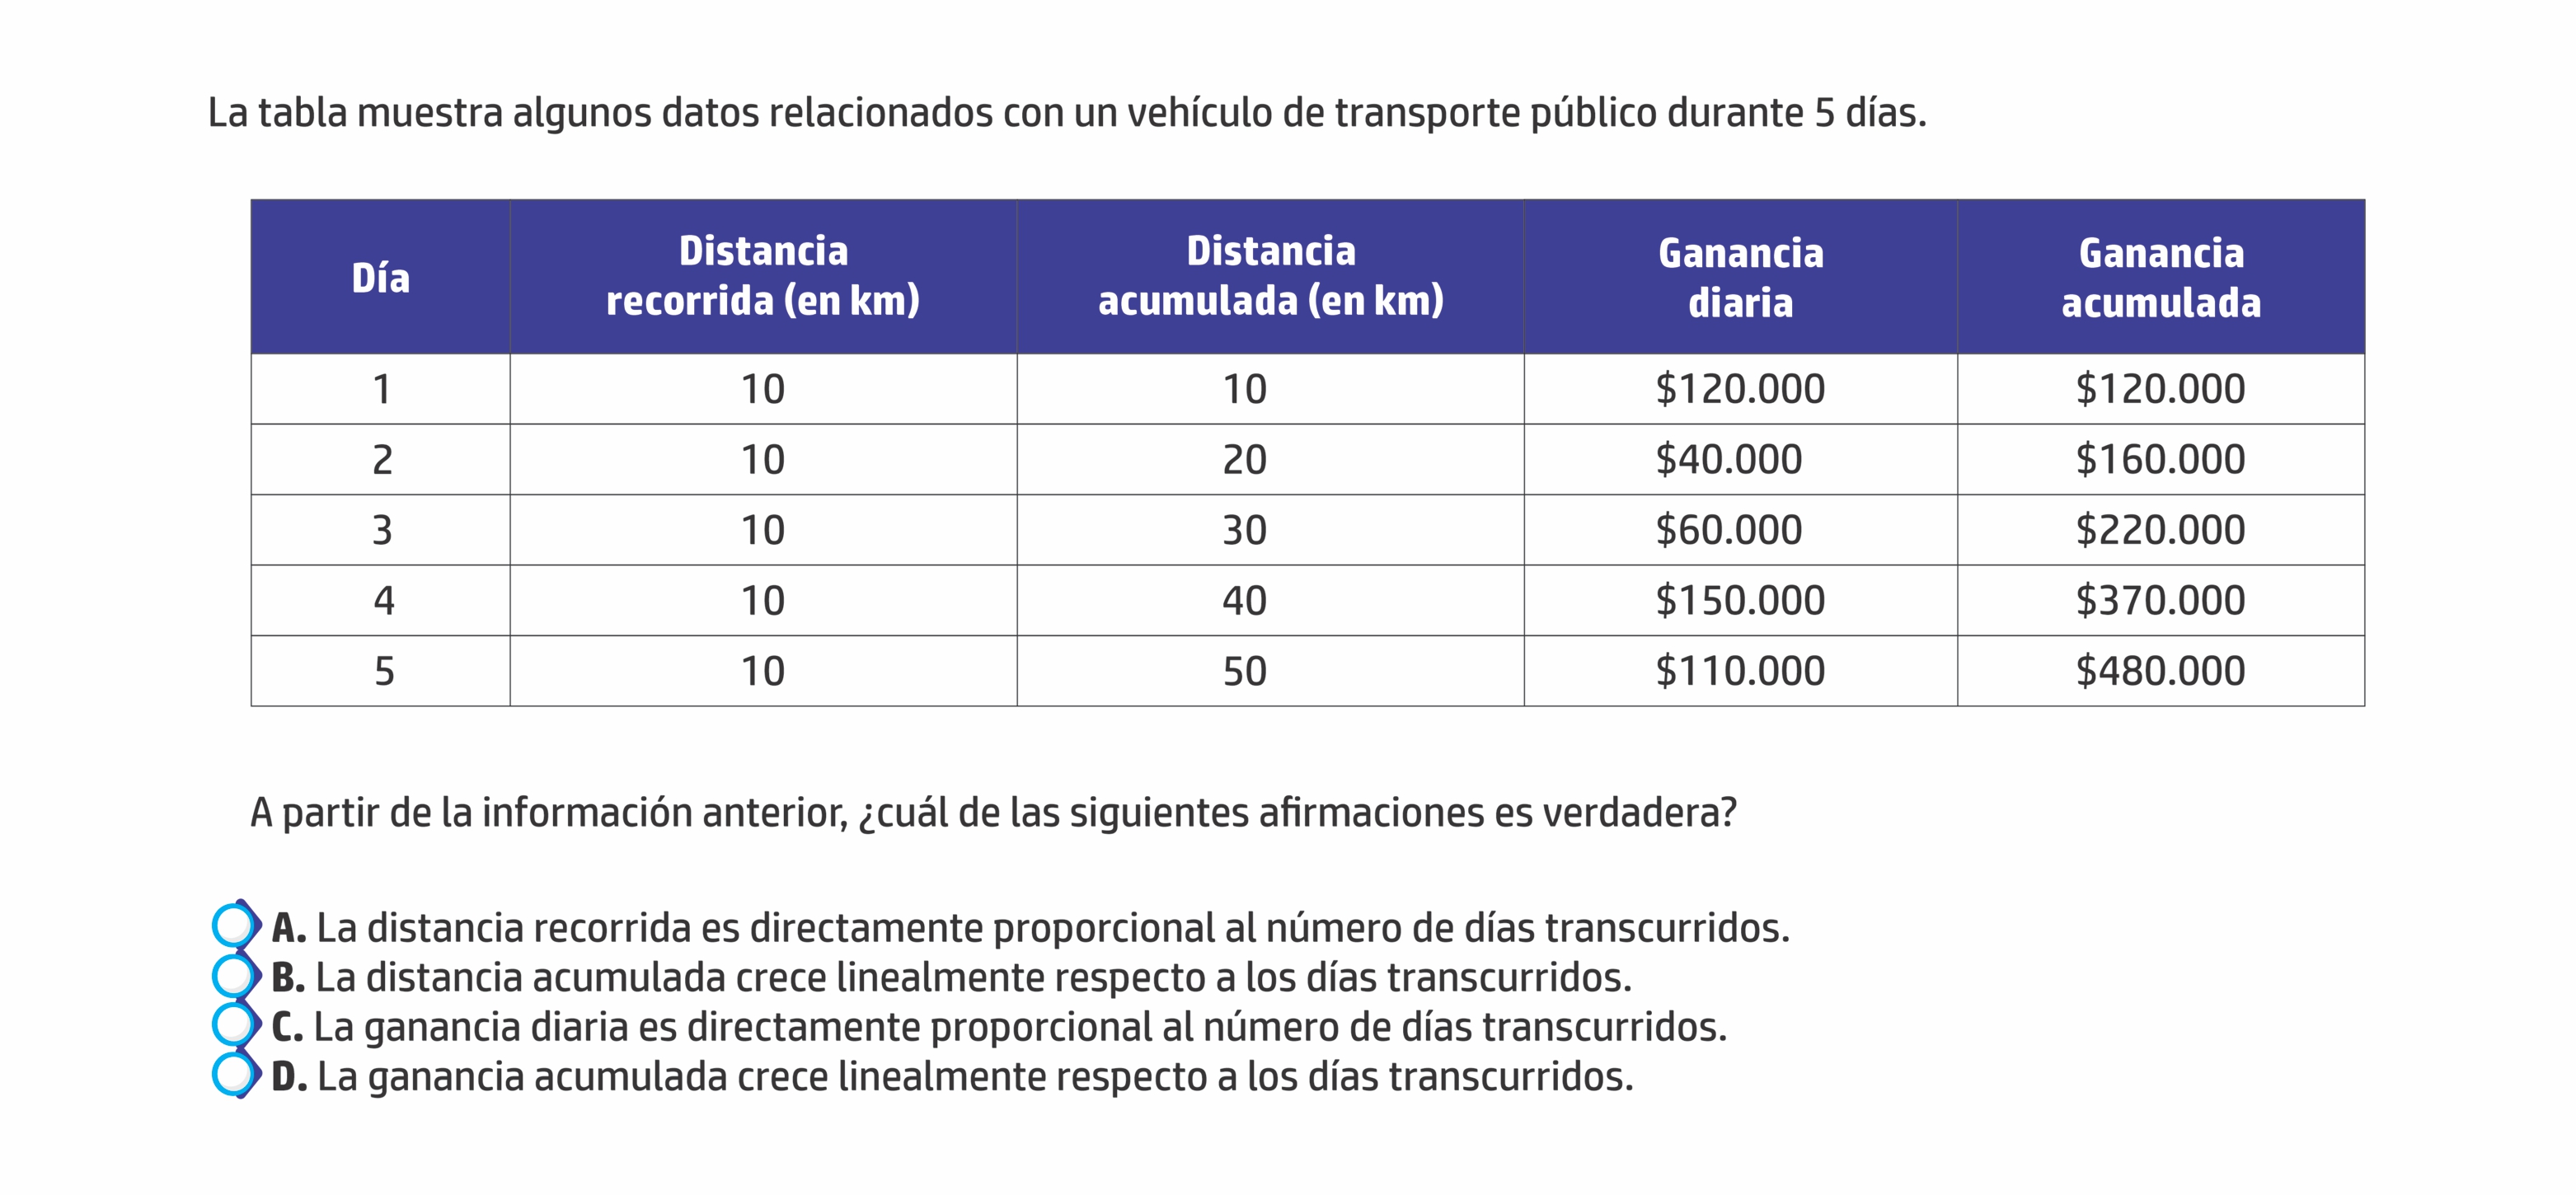 La tabla muestra algunos datos relacionados con un vehículo de transporte público durante 5 días.
Día | Distancia recorrida (en km) | Distancia acumulada (en km) | Ganancia diaria | Ganancia acumulada
1 | 10 | 10 | $120.000 | $120.000
2 | 10 | 20 | $40.000 | $160.000
3 | 10 | 30 | $60.000 | $220.000
4 | 10 | 40 | $150.000 | $370.000
5 | 10 | 50 | $110.000 | $480.000
A partir de la información anterior, ¿cuál de las siguientes afirmaciones es verdadera?
A. La distancia recorrida es directamente proporcional al número de días transcurridos.
B. La distancia acumulada crece linealmente respecto a los días transcurridos.
C. La ganancia diaria es directamente proporcional al número de días transcurridos.
D. La ganancia acumulada crece linealmente respecto a los días transcurridos.